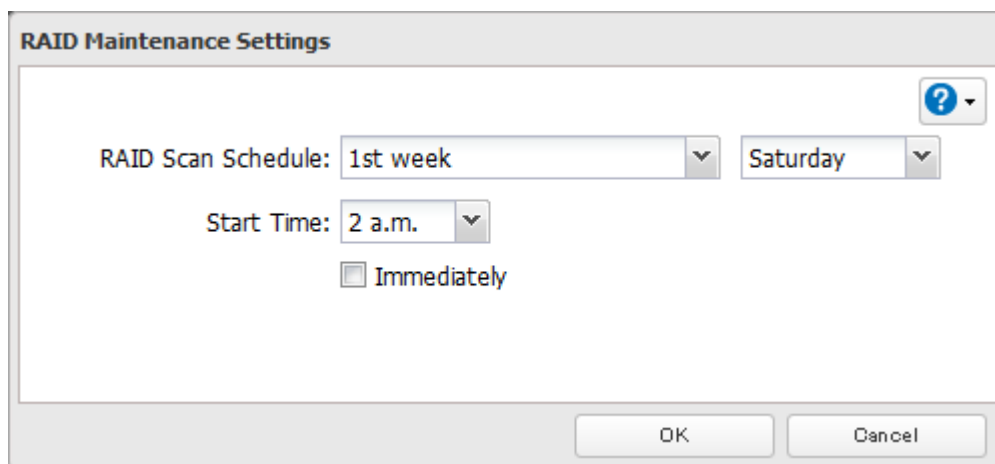 RAID Maintenance Settings
?
RAID Scan Schedule: 1st week Saturday
Start Time: 2 a.m.
Immediately
OK Cancel